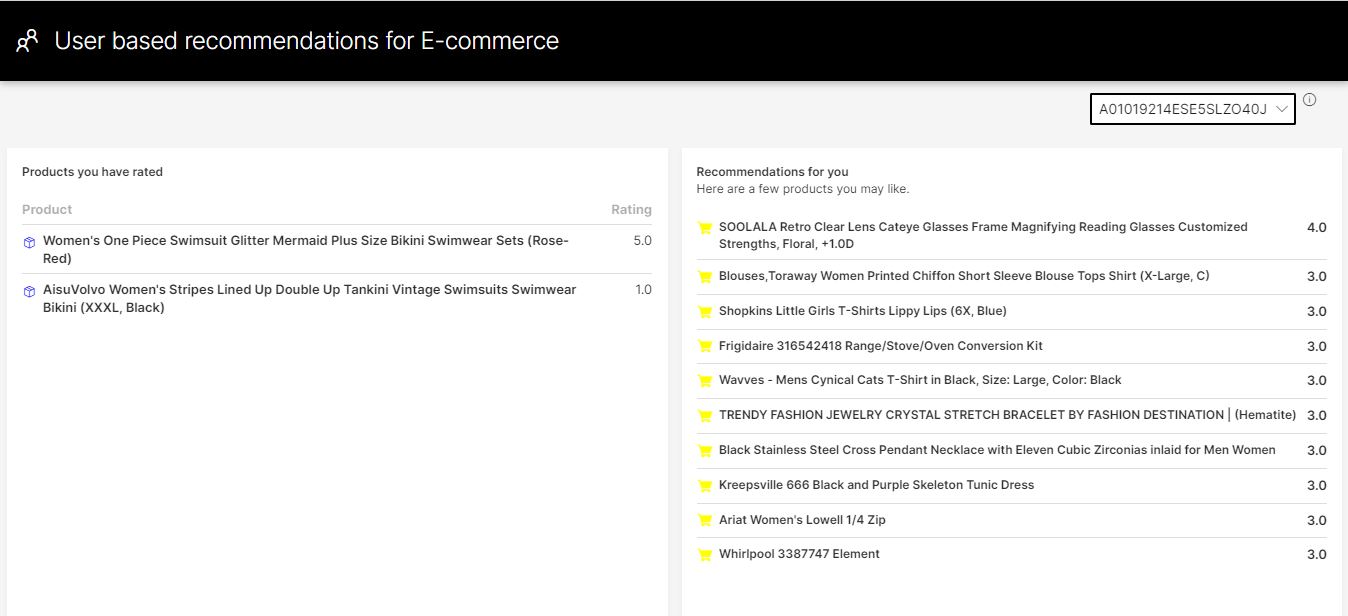 User based recommendations for E-commerce
A01019214ESE5SLZO40J
Products you have rated
Product Rating
Women's One Piece Swimsuit Glitter Mermaid Plus Size Bikini Swimwear Sets (Rose- 5.0
Red)
AisuVolvo Women's Stripes Lined Up Double Up Tankini Vintage Swimsuits Swimwear 1.0
Bikini (XXXL, Black)
Recommendations for you
Here are a few products you may like.
SOOLALA Retro Clear Lens Cateye Glasses Frame Magnifying Reading Glasses Customized 4.0
Strengths, Floral, +1.0D
Blouses,Toraway Women Printed Chiffon Short Sleeve Blouse Tops Shirt (X-Large, C) 3.0
Shopkins Little Girls T-Shirts Lippy Lips (6X, Blue) 3.0
Frigidaire 316542418 Range/Stove/Oven Conversion Kit 3.0
Wavves - Mens Cynical Cats T-Shirt in Black, Size: Large, Color: Black 3.0
TRENDY FASHION JEWELRY CRYSTAL STRETCH BRACELET BY FASHION DESTINATION | (Hematite) 3.0
Black Stainless Steel Cross Pendant Necklace with Eleven Cubic Zirconias inlaid for Men Women 3.0
Kreepsville 666 Black and Purple Skeleton Tunic Dress 3.0
Ariat Women's Lowell 1/4 Zip 3.0
Whirlpool 3387747 Element 3.0